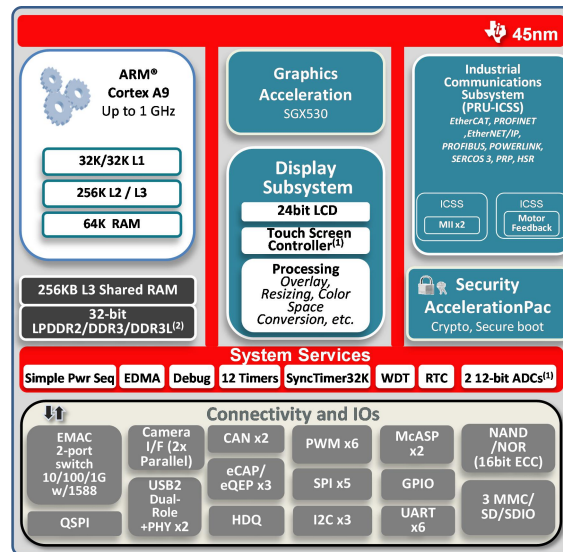 45nm
ARM®
Cortex A9
Up to 1 GHz
32K/32K L1
256K L2 / L3
64K RAM
256KB L3 Shared RAM
32-bit
LPDDR2/DDR3/DDR3L(2)
Graphics
Acceleration
SGX530
Display
Subsystem
24bit LCD
Touch Screen
Controller(1)
Processing
Overlay,
Resizing, Color
Space
Conversion, etc.
Industrial
Communications
Subsystem
(PRU-ICSS)
EtherCAT, PROFINET
,EtherNET/IP,
PROFIBUS, POWERLINK,
SERCOS 3, PRP, HSR
ICSS
MII x2
ICSS
Motor
Feedback
Security
AccelerationPac
Crypto, Secure boot
System Services
Simple Pwr Seq
EDMA
Debug
12 Timers
SyncTimer32K
WDT
RTC
2 12-bit ADCs(1)
Connectivity and IOs
EMAC
2-port
switch
10/100/1G
w/1588
QSPI
Camera
I/F (2x
Parallel)
USB2
Dual-
Role
+PHY x2
CAN x2
eCAP/
eQEP x3
HDQ
PWM x6
SPI x5
I2C x3
McASP
x2
GPIO
UART
x6
NAND
/NOR
(16bit ECC)
3 MMC/
SD/SDIO